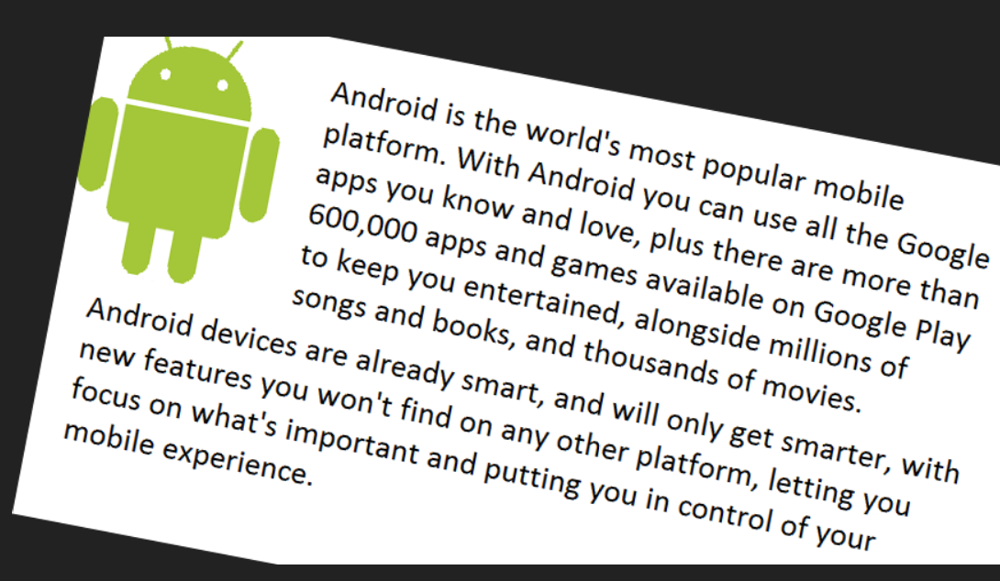 Android is the world's most popular mobile
platform. With Android you can use all the Google
apps you know and love, plus there are more than
600,000 apps and games available on Google Play
to keep you entertained, alongside millions of
songs and books, and thousands of movies.
Android devices are already smart, and will only get smarter, with
new features you won't find on any other platform, letting you
focus on what's important and putting you in control of your
mobile experience.